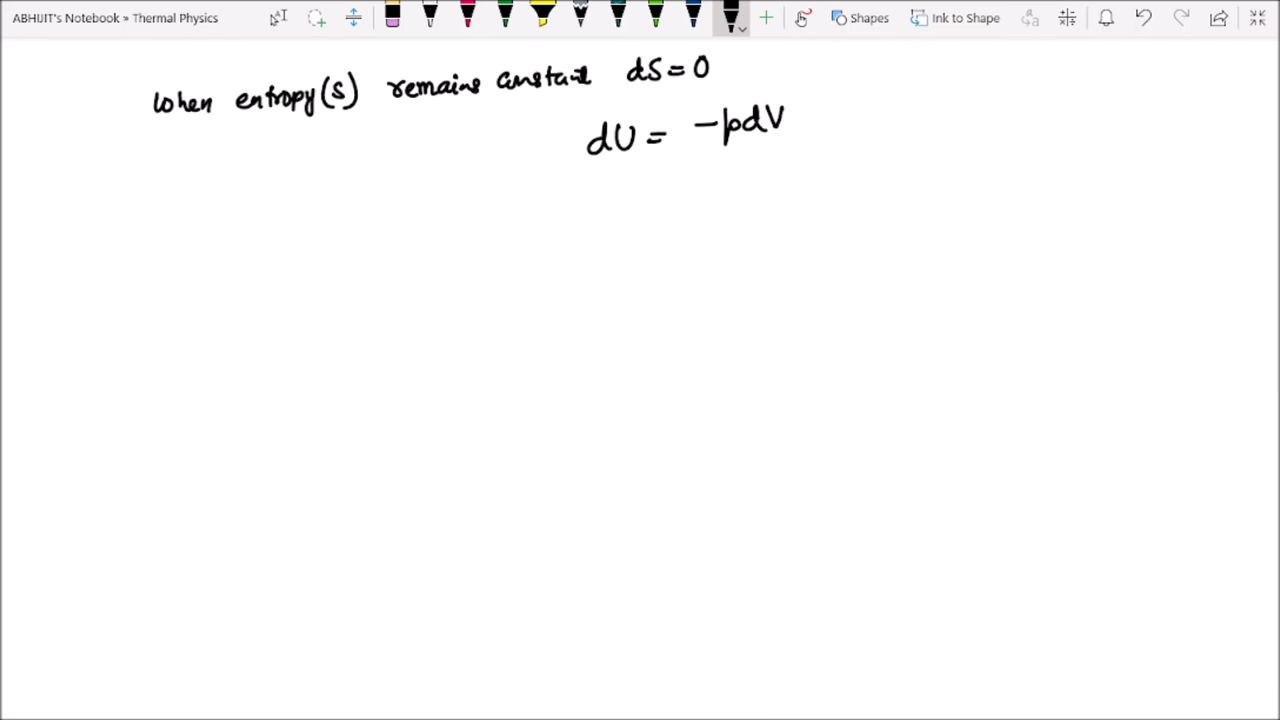 ABHIJIT's Notebook » Thermal Physics
Shapes
Ink to Shape
When entropy(S) remains constant dS = 0
dU = -pdV